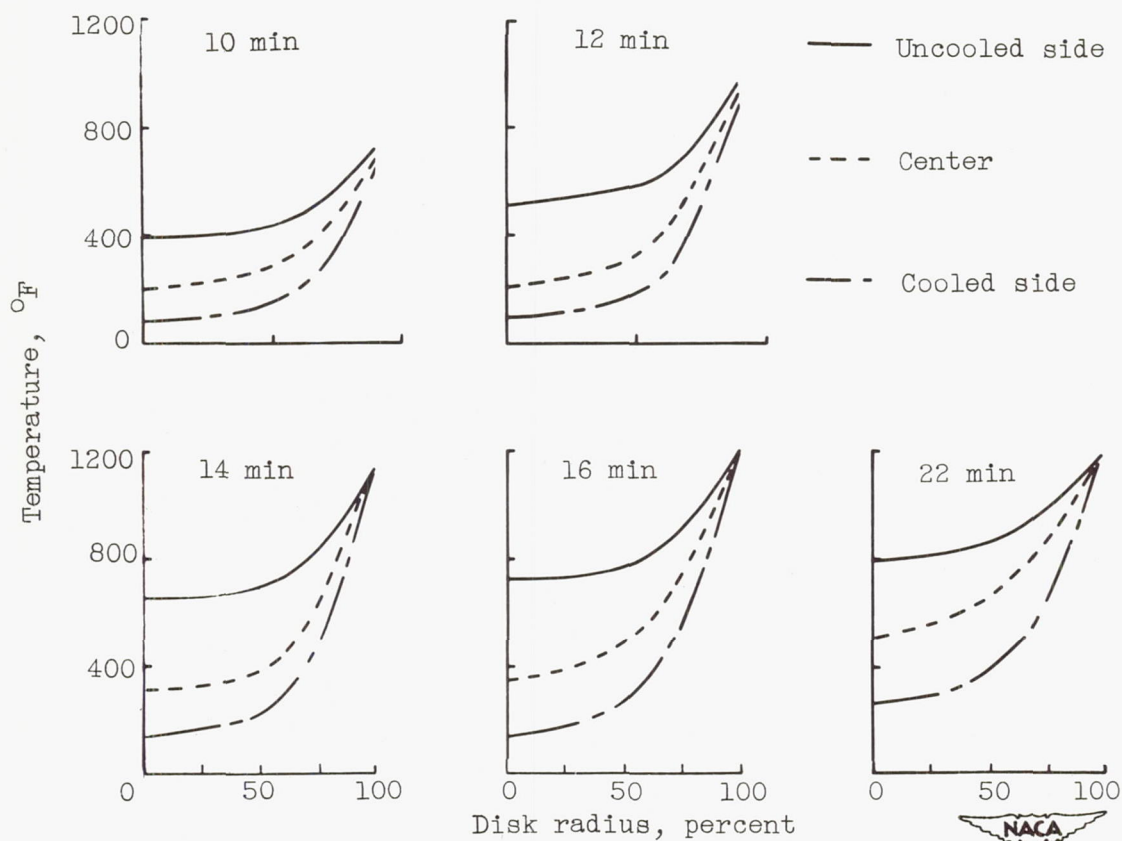 1200
800
400
0
10 min
12 min
Uncooled side
Center
Cooled side
Temperature, °F
1200
800
400
14 min
16 min
22 min
0 50 100
0 50 100
0 50 100
Disk radius, percent
NACA